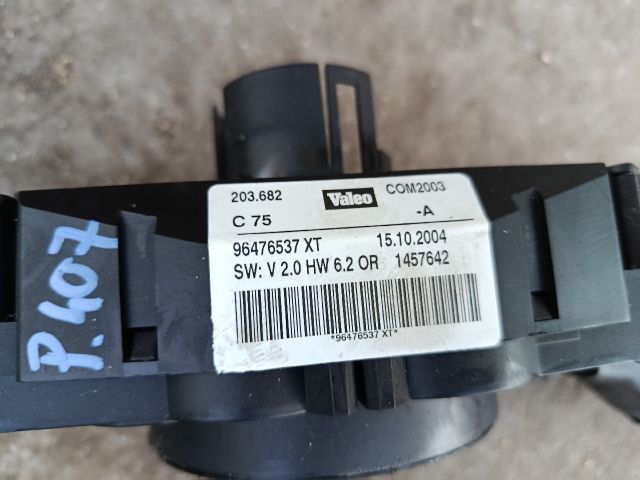 203.682 Valeo COM2003
C 75 -A
96476537 XT 15.10.2004
SW: V 2.0 HW 6.2 OR 1457642
*96476537 XT*
P.407